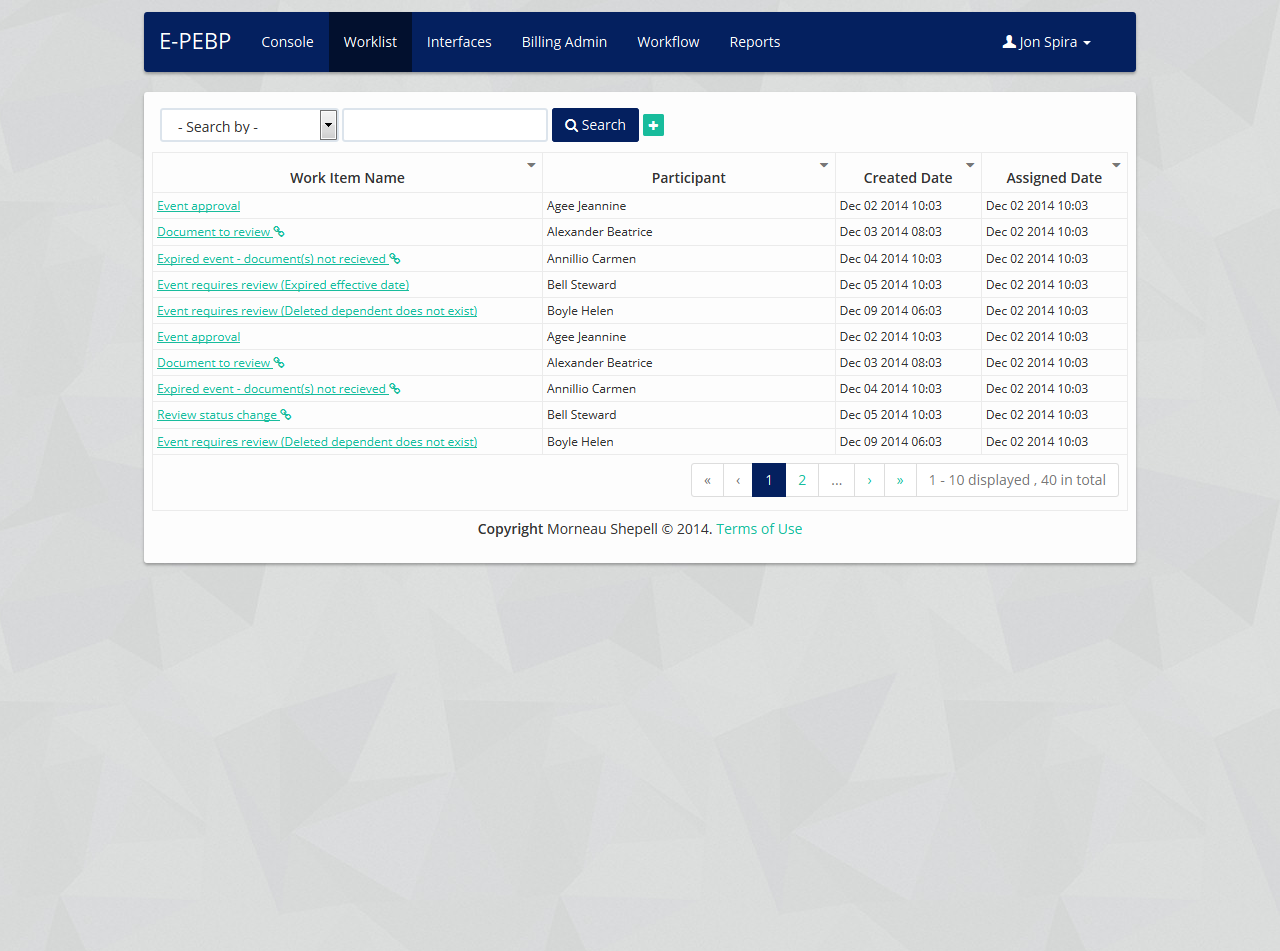 E-PEBP Console Worklist Interfaces Billing Admin Workflow Reports Jon Spira
- Search by - Search
Work Item Name Participant Created Date Assigned Date
Event approval Agee Jeannine Dec 02 2014 10:03 Dec 02 2014 10:03
Document to review Alexander Beatrice Dec 03 2014 08:03 Dec 02 2014 10:03
Expired event - document(s) not recieved Annillio Carmen Dec 04 2014 10:03 Dec 02 2014 10:03
Event requires review (Expired effective date) Bell Steward Dec 05 2014 10:03 Dec 02 2014 10:03
Event requires review (Deleted dependent does not exist) Boyle Helen Dec 09 2014 06:03 Dec 02 2014 10:03
Event approval Agee Jeannine Dec 02 2014 10:03 Dec 02 2014 10:03
Document to review Alexander Beatrice Dec 03 2014 08:03 Dec 02 2014 10:03
Expired event - document(s) not recieved Annillio Carmen Dec 04 2014 10:03 Dec 02 2014 10:03
Review status change Bell Steward Dec 05 2014 10:03 Dec 02 2014 10:03
Event requires review (Deleted dependent does not exist) Boyle Helen Dec 09 2014 06:03 Dec 02 2014 10:03
« ‹ 1 2 ... › » 1 - 10 displayed , 40 in total
Copyright Morneau Shepell © 2014. Terms of Use